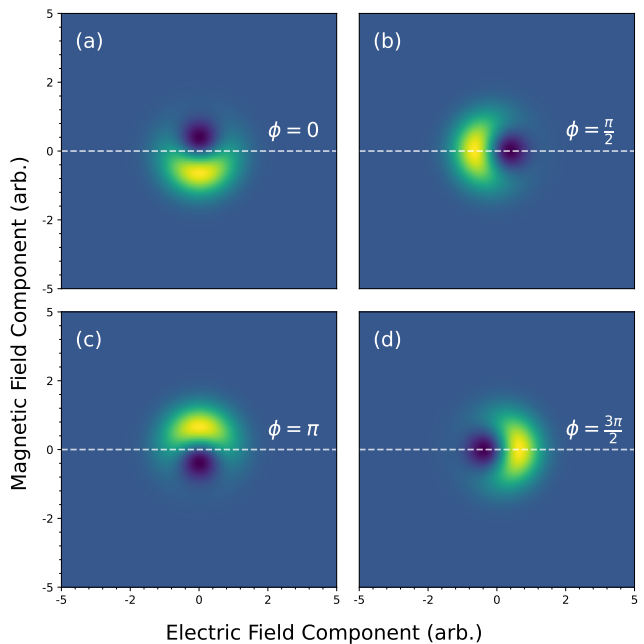 (a)
ϕ = 0
(b)
ϕ = π/2
(c)
ϕ = π
(d)
ϕ = 3π/2
5
2
0
-2
-5
5
2
0
-2
-5
-5
-2
0
2
5
-5
-2
0
2
5
Magnetic Field Component (arb.)
Electric Field Component (arb.)